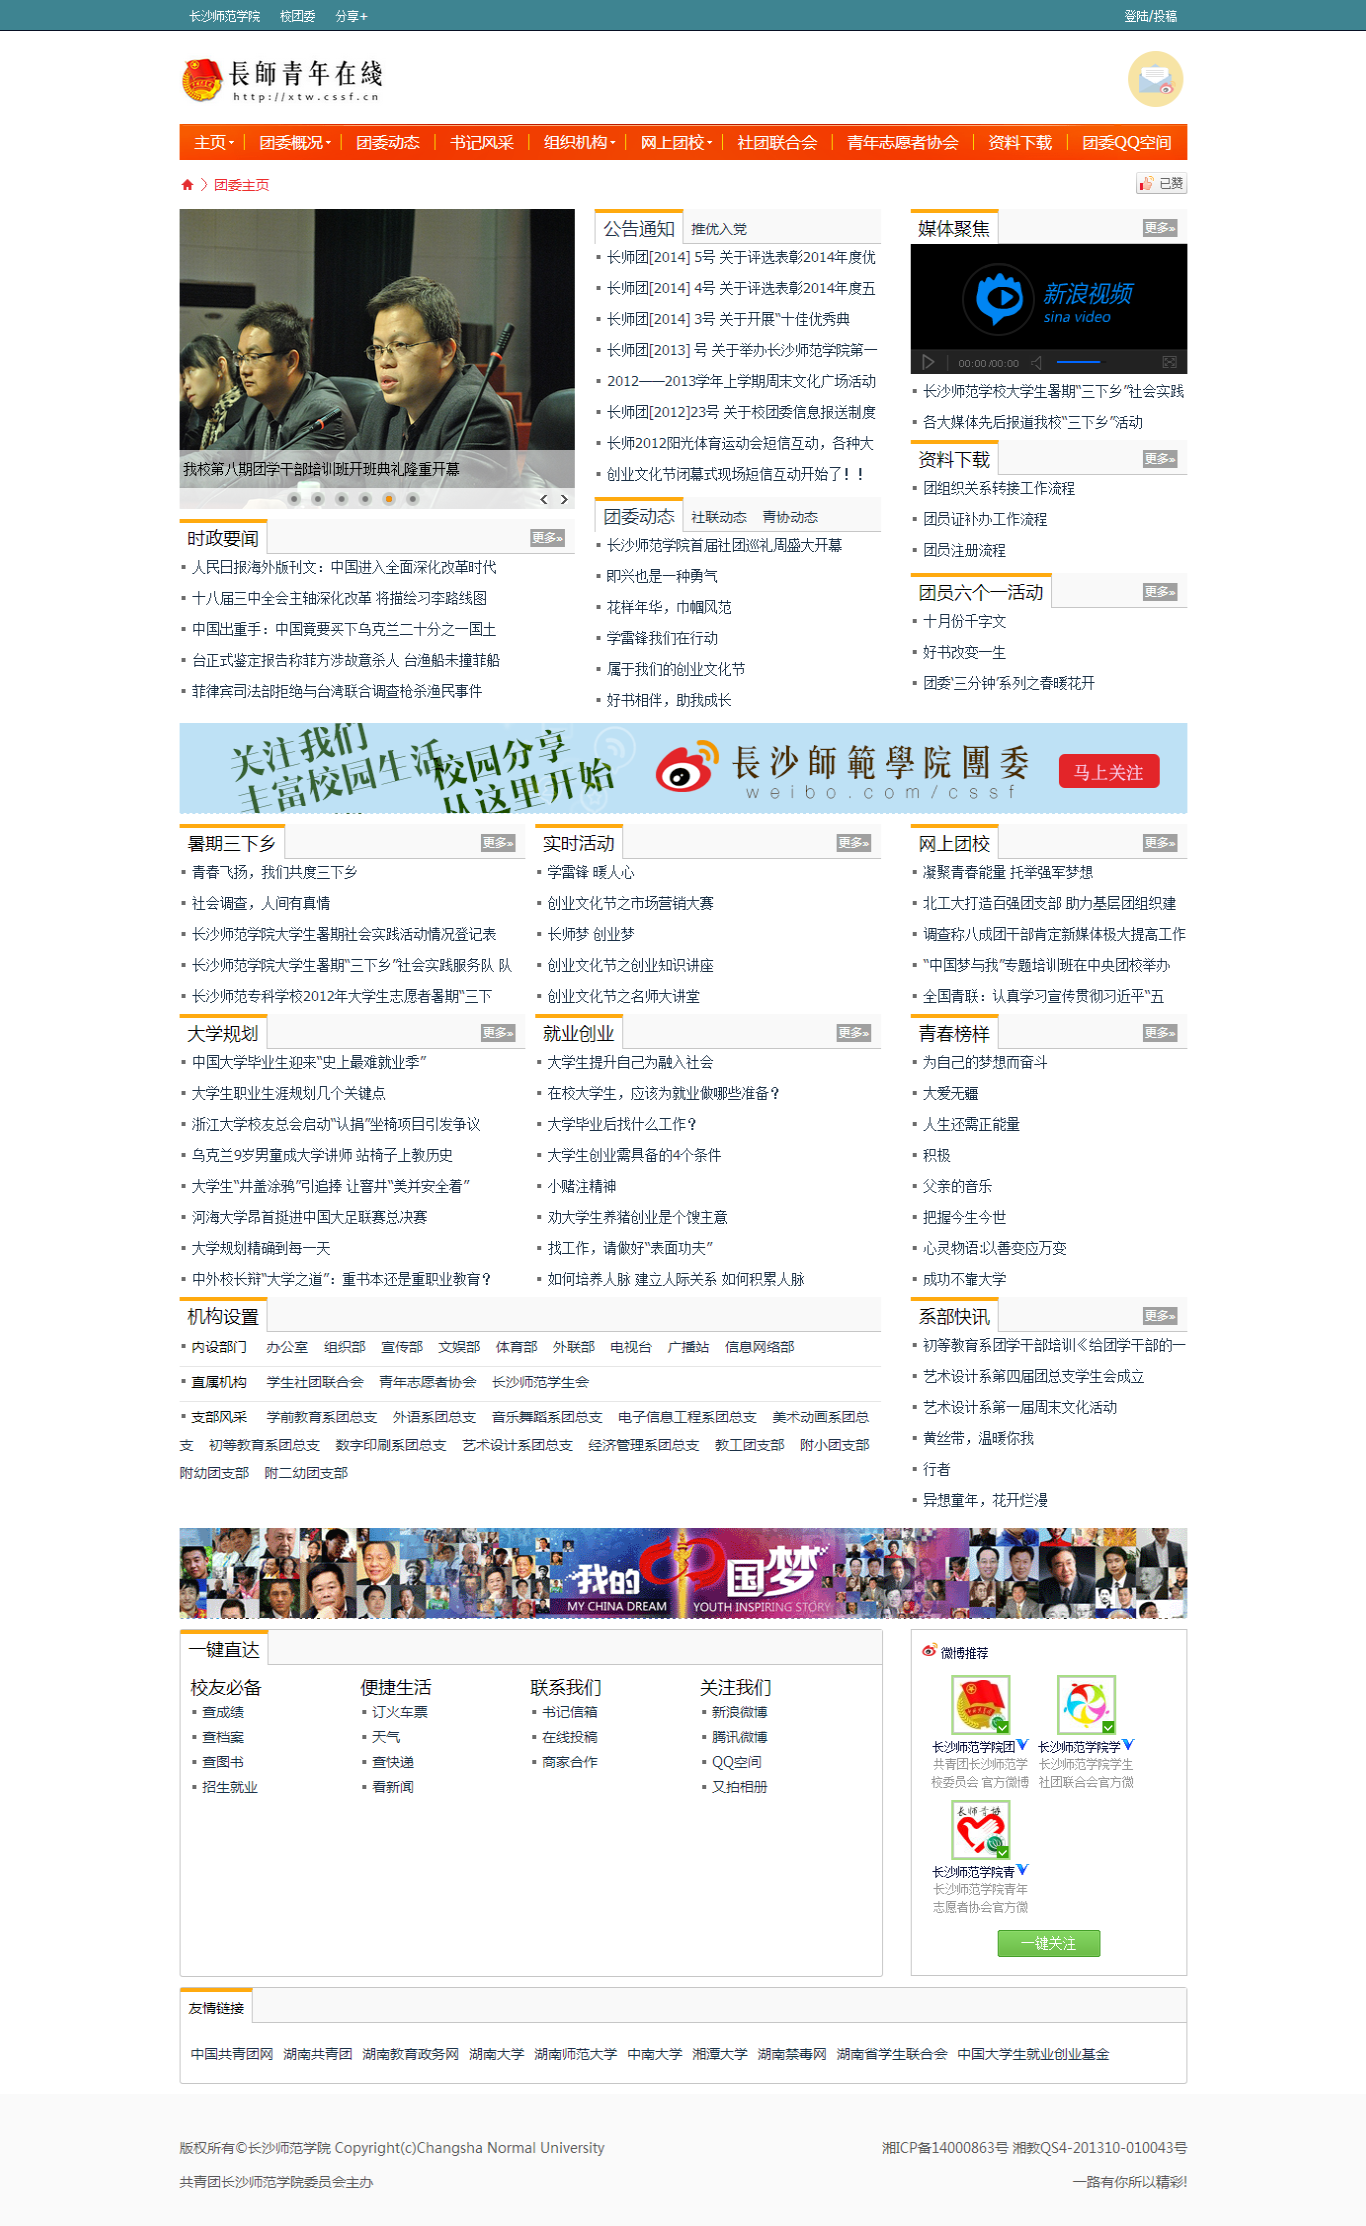 长沙师范学院 校团委 分享+ 登陆/投稿
長師青年在綫
http://xtw.cssf.cn
主页 团委概况 团委动态 书记风采 组织机构 网上团校 社团联合会 青年志愿者协会 资料下载 团委QQ空间
团委主页
已赞
我校第八期团学干部培训班开班典礼隆重开幕
时政要闻 更多»
人民日报海外版刊文：中国进入全面深化改革时代
十八届三中全会主轴深化改革 将描绘习李路线图
中国出重手：中国竟要买下乌克兰二十分之一国土
台正式鉴定报告称菲方涉故意杀人 台渔船未撞菲船
菲律宾司法部拒绝与台湾联合调查枪杀渔民事件
公告通知 推优入党
长师团[2014] 5号 关于评选表彰2014年度优
长师团[2014] 4号 关于评选表彰2014年度五
长师团[2014] 3号 关于开展“十佳优秀典
长师团[2013] 号 关于举办长沙师范学院第一
2012——2013学年上学期周末文化广场活动
长师团[2012]23号 关于校团委信息报送制度
长师2012阳光体育运动会短信互动，各种大
创业文化节闭幕式现场短信互动开始了！！
团委动态 社联动态 青协动态
长沙师范学院首届社团巡礼周盛大开幕
即兴也是一种勇气
花样年华，巾帼风范
学雷锋我们在行动
属于我们的创业文化节
好书相伴，助我成长
媒体聚焦 更多»
新浪视频
sina video
00:00/00:00
长沙师范学校大学生暑期“三下乡”社会实践
各大媒体先后报道我校“三下乡”活动
资料下载 更多»
团组织关系转接工作流程
团员证补办工作流程
团员注册流程
团员六个一活动 更多»
十月份千字文
好书改变一生
团委‘三分钟’系列之春暖花开
关注我们
丰富校园生活
校园分享
从这里开始
長沙師範學院團委
weibo.com/cssf
马上关注
暑期三下乡 更多»
青春飞扬，我们共度三下乡
社会调查，人间有真情
长沙师范学院大学生暑期社会实践活动情况登记表
长沙师范学院大学生暑期“三下乡”社会实践服务队 队
长沙师范专科学校2012年大学生志愿者暑期“三下
实时活动 更多»
学雷锋 暖人心
创业文化节之市场营销大赛
长师梦 创业梦
创业文化节之创业知识讲座
创业文化节之名师大讲堂
网上团校 更多»
凝聚青春能量 托举强军梦想
北工大打造百强团支部 助力基层团组织建
调查称八成团干部肯定新媒体极大提高工作
“中国梦与我”专题培训班在中央团校举办
全国青联：认真学习宣传贯彻习近平“五
大学规划 更多»
中国大学毕业生迎来“史上最难就业季”
大学生职业生涯规划几个关键点
浙江大学校友总会启动“认捐”坐椅项目引发争议
乌克兰9岁男童成大学讲师 站椅子上教历史
大学生“井盖涂鸦”引追捧 让窨井“美并安全着”
河海大学昂首挺进中国大足联赛总决赛
大学规划精确到每一天
中外校长辩“大学之道”：重书本还是重职业教育？
就业创业 更多»
大学生提升自己为融入社会
在校大学生，应该为就业做哪些准备？
大学毕业后找什么工作？
大学生创业需具备的4个条件
小赌注精神
劝大学生养猪创业是个馊主意
找工作，请做好“表面功夫”
如何培养人脉 建立人际关系 如何积累人脉
青春榜样 更多»
为自己的梦想而奋斗
大爱无疆
人生还需正能量
积极
父亲的音乐
把握今生今世
心灵物语:以善变应万变
成功不靠大学
机构设置
内设部门 办公室 组织部 宣传部 文娱部 体育部 外联部 电视台 广播站 信息网络部
直属机构 学生社团联合会 青年志愿者协会 长沙师范学生会
支部风采 学前教育系团总支 外语系团总支 音乐舞蹈系团总支 电子信息工程系团总支 美术动画系团总
支 初等教育系团总支 数字印刷系团总支 艺术设计系团总支 经济管理系团总支 教工团支部 附小团支部
附幼团支部 附二幼团支部
系部快讯 更多»
初等教育系团学干部培训《给团学干部的一
艺术设计系第四届团总支学生会成立
艺术设计系第一届周末文化活动
黄丝带，温暖你我
行者
异想童年，花开烂漫
我的中国梦
MY CHINA DREAM YOUTH INSPIRING STORY
一键直达
校友必备 便捷生活 联系我们 关注我们
查成绩 订火车票 书记信箱 新浪微博
查档案 天气 在线投稿 腾讯微博
查图书 查快递 商家合作 QQ空间
招生就业 看新闻 又拍相册
微博推荐
长沙师范学院团 长沙师范学院学
共青团长沙师范学 长沙师范学院学生
校委员会 官方微博 社团联合会官方微
長师青协
长沙师范学院青
长沙师范学院青年
志愿者协会官方微
一键关注
友情链接
中国共青团网 湖南共青团 湖南教育政务网 湖南大学 湖南师范大学 中南大学 湘潭大学 湖南禁毒网 湖南省学生联合会 中国大学生就业创业基金
版权所有©长沙师范学院 Copyright(c)Changsha Normal University 湘ICP备14000863号 湘教QS4-201310-010043号
共青团长沙师范学院委员会主办 一路有你所以精彩!